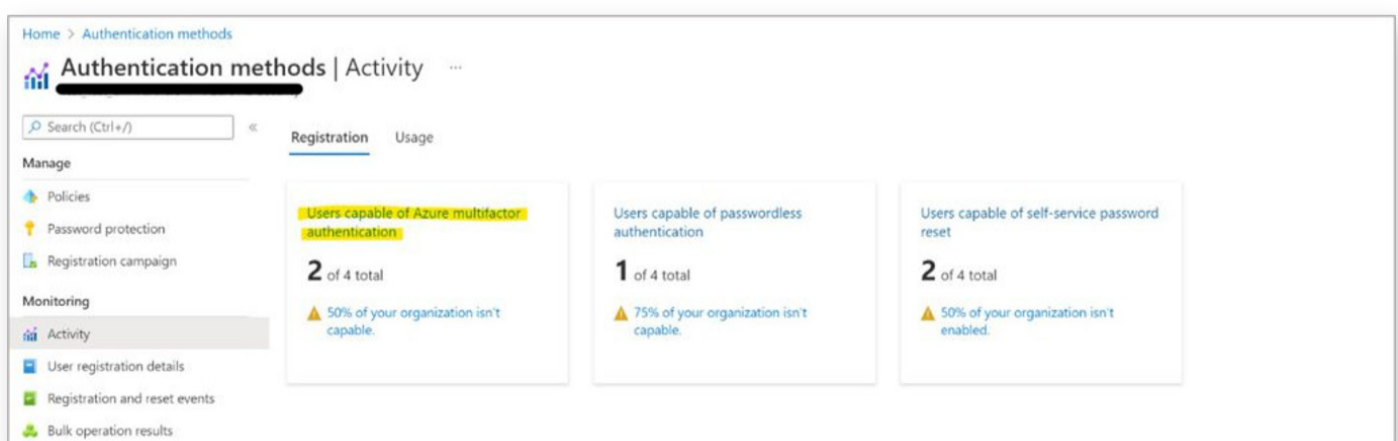 Home > Authentication methods
Authentication methods | Activity ...
Search (Ctrl+/)
«
Registration Usage
Manage
Policies
Password protection
Registration campaign
Monitoring
Activity
User registration details
Registration and reset events
Bulk operation results
Users capable of Azure multifactor
authentication
2 of 4 total
50% of your organization isn't
capable.
Users capable of passwordless
authentication
1 of 4 total
75% of your organization isn't
capable.
Users capable of self-service password
reset
2 of 4 total
50% of your organization isn't
enabled.